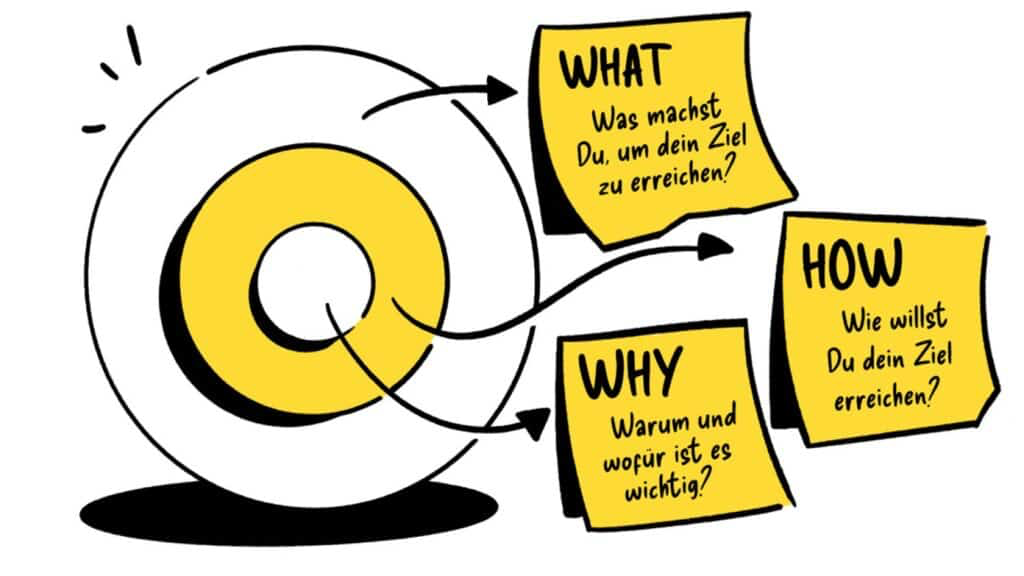 WHAT
Was machst
Du, um dein Ziel
zu erreichen?
HOW
Wie willst
Du dein Ziel
erreichen?
WHY
Warum und
wofür ist es
wichtig?